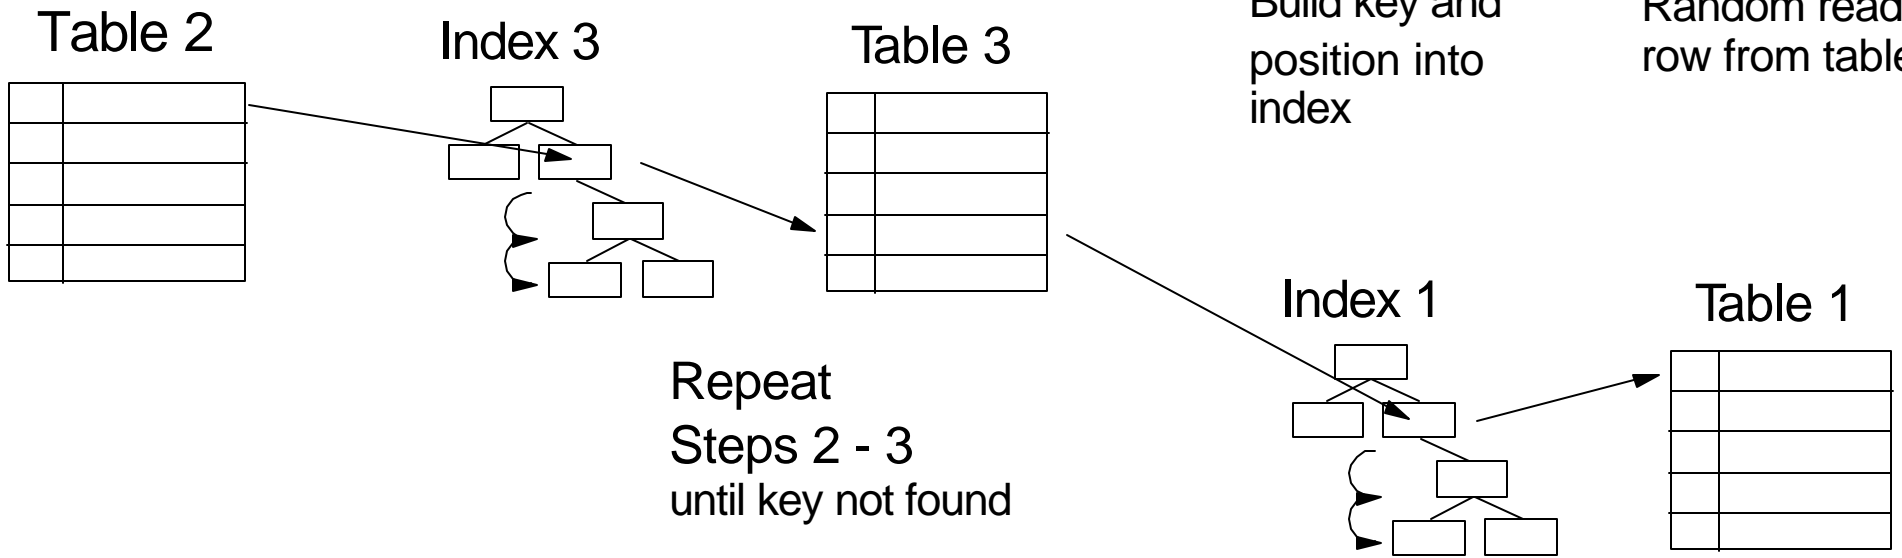 Table 2
Index 3
Table 3
Build key and
position into
index
Random read
row from table
Index 1
Table 1
Repeat
Steps 2 - 3
until key not found